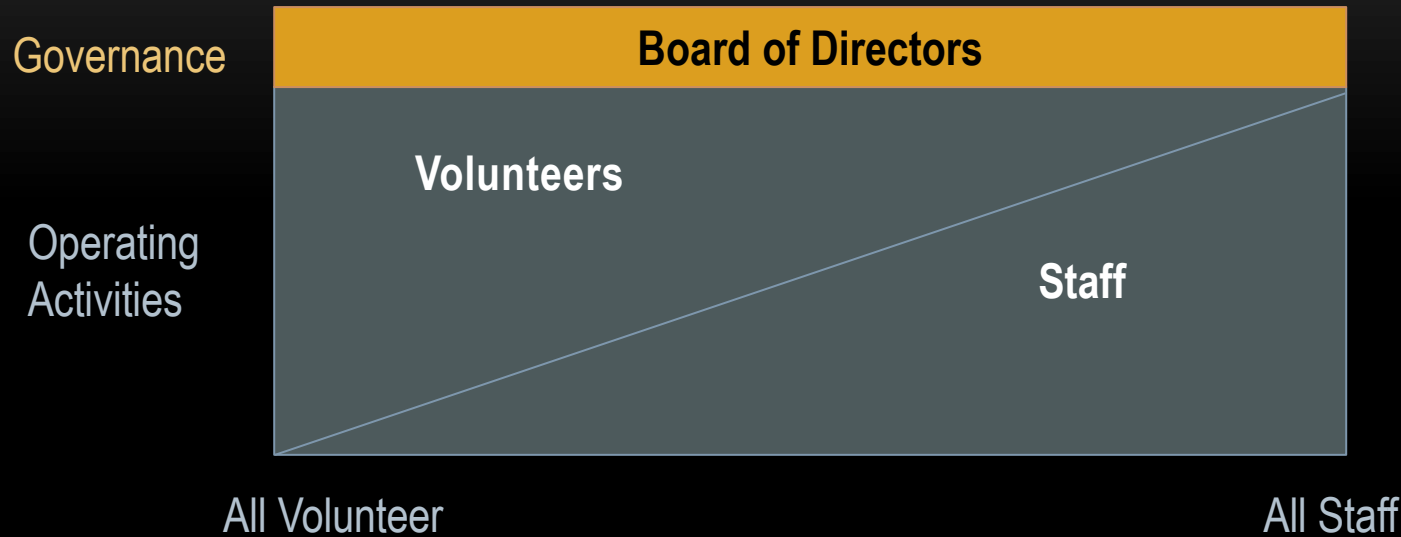 Governance
Board of Directors
Volunteers
Operating
Activities
Staff
All Volunteer
All Staff